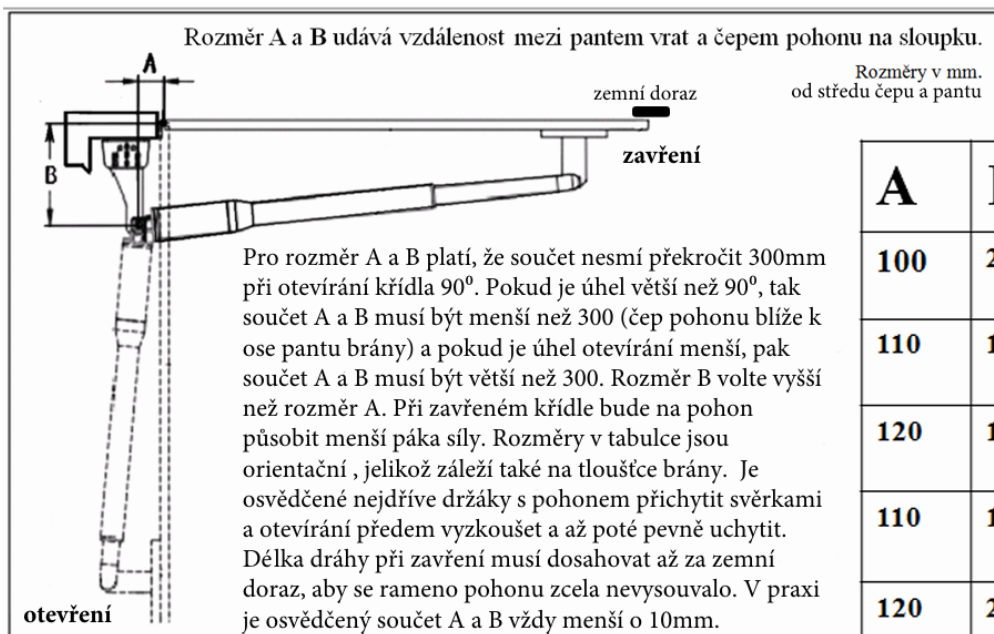 Rozměr A a B udává vzdálenost mezi pantem vrat a čepem pohonu na sloupku.
Rozměry v mm.
od středu čepu a pantu
A
zemní doraz
B
zavření
Pro rozměr A a B platí, že součet nesmí překročit 300mm
při otevírání křídla 90⁰. Pokud je úhel větší než 90⁰, tak
součet A a B musí být menší než 300 (čep pohonu blíže k
ose pantu brány) a pokud je úhel otevírání menší, pak
součet A a B musí být větší než 300. Rozměr B volte vyšší
než rozměr A. Při zavřeném křídle bude na pohon
působit menší páka síly. Rozměry v tabulce jsou
orientační , jelikož záleží také na tloušťce brány. Je
osvědčené nejdříve držáky s pohonem přichytit svěrkami
a otevírání předem vyzkoušet a až poté pevně uchytit.
Délka dráhy při zavření musí dosahovat až za zemní
doraz, aby se rameno pohonu zcela nevysouvalo. V praxi
je osvědčený součet A a B vždy menší o 10mm.
otevření
A
100
110
120
110
120